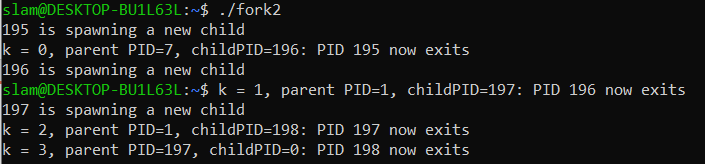 slam@DESKTOP-BU1L63L:~$ ./fork2
195 is spawning a new child
k = 0, parent PID=7, childPID=196: PID 195 now exits
196 is spawning a new child
slam@DESKTOP-BU1L63L:~$ k = 1, parent PID=1, childPID=197: PID 196 now exits
197 is spawning a new child
k = 2, parent PID=1, childPID=198: PID 197 now exits
k = 3, parent PID=197, childPID=0: PID 198 now exits